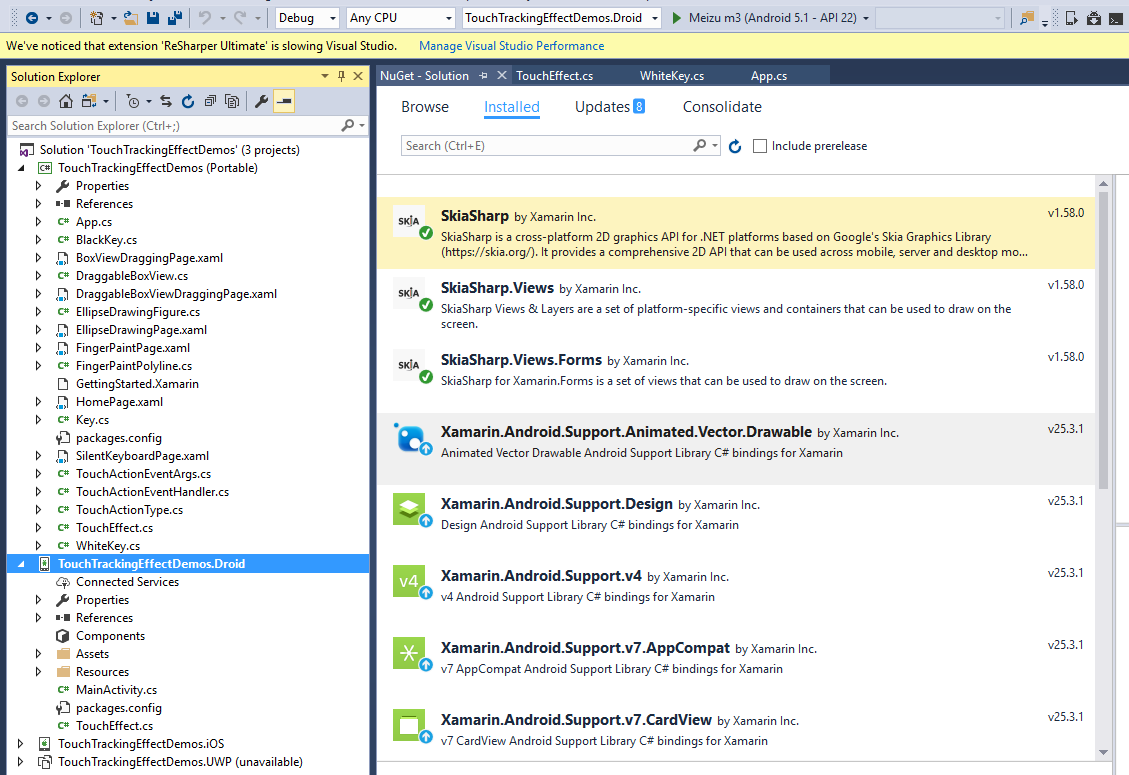 Debug
Any CPU
TouchTrackingEffectDemos.Droid
Meizu m3 (Android 5.1 - API 22)
We've noticed that extension 'ReSharper Ultimate' is slowing Visual Studio. Manage Visual Studio Performance
Solution Explorer
Search Solution Explorer (Ctrl+;)
Solution 'TouchTrackingEffectDemos' (3 projects)
C# TouchTrackingEffectDemos (Portable)
Properties
References
C# App.cs
C# BlackKey.cs
BoxViewDraggingPage.xaml
C# DraggableBoxView.cs
DraggableBoxViewDraggingPage.xaml
C# EllipseDrawingFigure.cs
EllipseDrawingPage.xaml
FingerPaintPage.xaml
C# FingerPaintPolyline.cs
GettingStarted.Xamarin
HomePage.xaml
C# Key.cs
packages.config
SilentKeyboardPage.xaml
C# TouchActionEventArgs.cs
C# TouchActionEventHandler.cs
C# TouchActionType.cs
C# TouchEffect.cs
C# WhiteKey.cs
TouchTrackingEffectDemos.Droid
Connected Services
Properties
References
Components
Assets
Resources
C# MainActivity.cs
packages.config
C# TouchEffect.cs
TouchTrackingEffectDemos.iOS
TouchTrackingEffectDemos.UWP (unavailable)
NuGet - Solution
TouchEffect.cs
WhiteKey.cs
App.cs
Browse
Installed
Updates 8
Consolidate
Search (Ctrl+E)
Include prerelease
SKiA
SkiaSharp by Xamarin Inc.
v1.58.0
SkiaSharp is a cross-platform 2D graphics API for .NET platforms based on Google's Skia Graphics Library
(https://skia.org/). It provides a comprehensive 2D API that can be used across mobile, server and desktop mo...
SKiA
SkiaSharp.Views by Xamarin Inc.
v1.58.0
SkiaSharp Views & Layers are a set of platform-specific views and containers that can be used to draw on the
screen.
SKiA
SkiaSharp.Views.Forms by Xamarin Inc.
v1.58.0
SkiaSharp for Xamarin.Forms is a set of views that can be used to draw on the screen.
Xamarin.Android.Support.Animated.Vector.Drawable by Xamarin Inc.
v25.3.1
Animated Vector Drawable Android Support Library C# bindings for Xamarin
Xamarin.Android.Support.Design by Xamarin Inc.
v25.3.1
Design Android Support Library C# bindings for Xamarin
v4
Xamarin.Android.Support.v4 by Xamarin Inc.
v25.3.1
v4 Android Support Library C# bindings for Xamarin
Xamarin.Android.Support.v7.AppCompat by Xamarin Inc.
v25.3.1
v7 AppCompat Android Support Library C# bindings for Xamarin
Xamarin.Android.Support.v7.CardView by Xamarin Inc.
v25.3.1
v7 CardView Android Support Library C# bindings for Xamarin